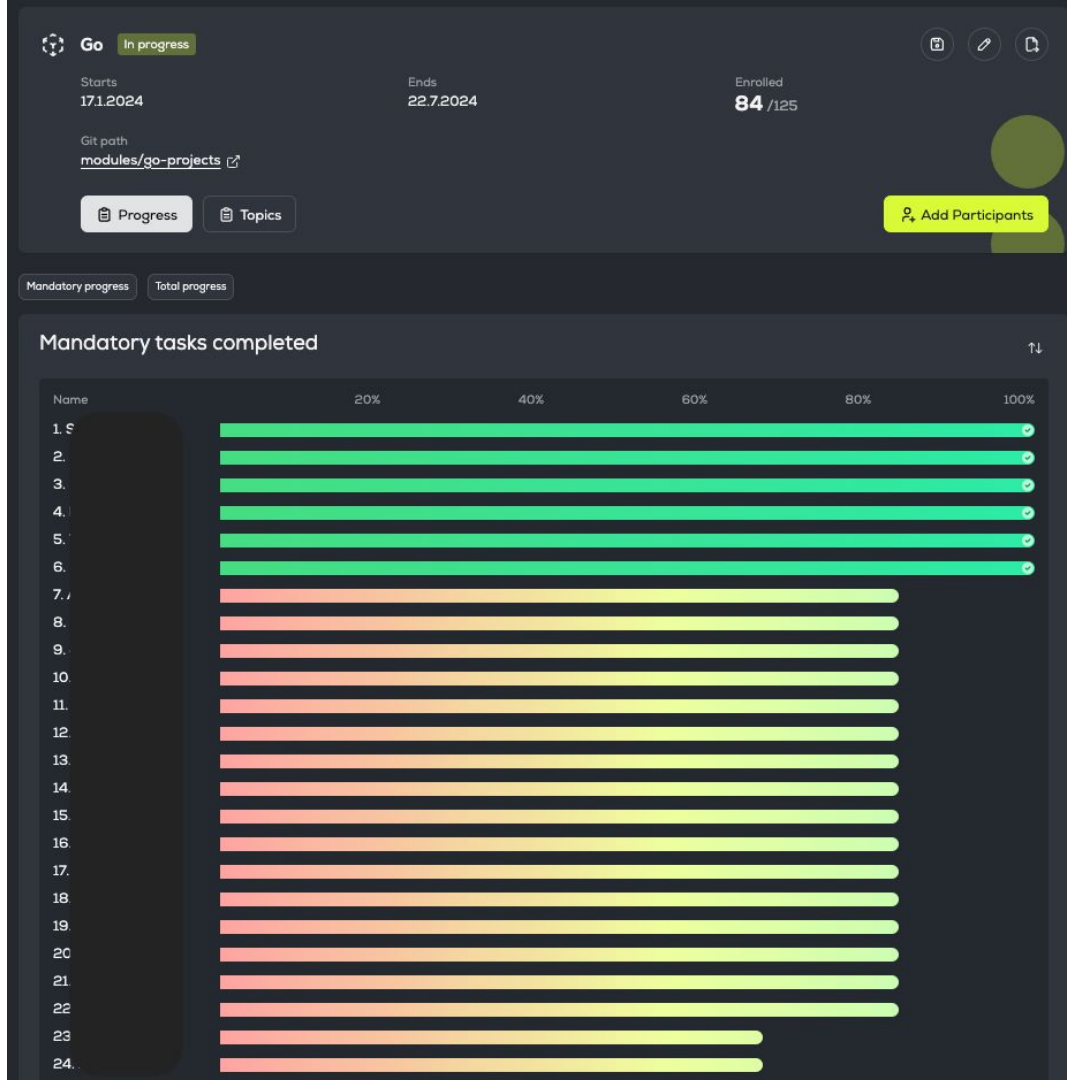 Go In progress
Starts Ends Enrolled
17.1.2024 22.7.2024 84 /125
Git path
modules/go-projects
Progress Topics Add Participants
Mandatory progress Total progress
Mandatory tasks completed
Name 20% 40% 60% 80% 100%
1. S
2.
3.
4.
5.
6.
7.
8.
9.
10.
11.
12.
13.
14.
15.
16.
17.
18.
19.
20
21.
22
23
24.